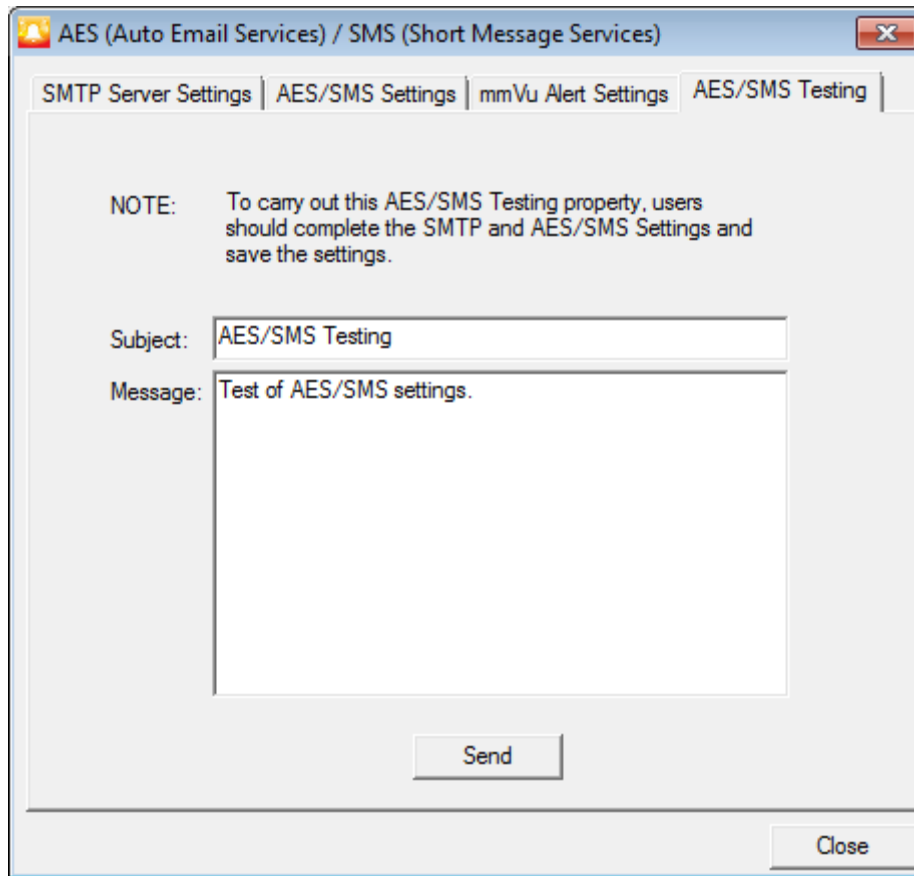 AES (Auto Email Services) / SMS (Short Message Services)
SMTP Server Settings AES/SMS Settings mmVu Alert Settings AES/SMS Testing
NOTE: To carry out this AES/SMS Testing property, users
should complete the SMTP and AES/SMS Settings and
save the settings.
Subject: AES/SMS Testing
Message: Test of AES/SMS settings.
Send
Close